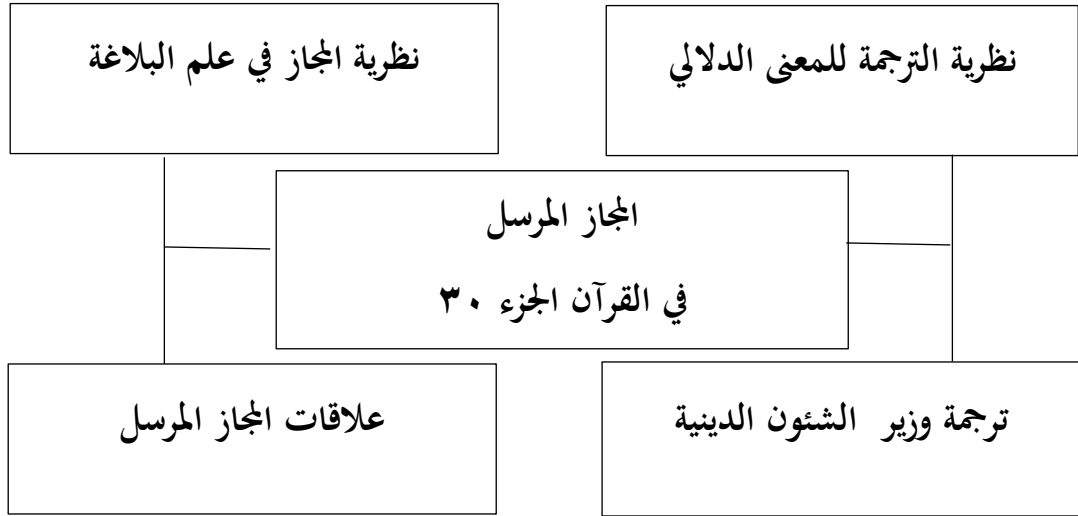 نظرية الترجمة للمعنى الدلالي
نظرية المجاز في علم البلاغة
المجاز المرسل
في القرآن الجزء ٣٠
ترجمة وزير الشئون الدينية
علاقات المجاز المرسل